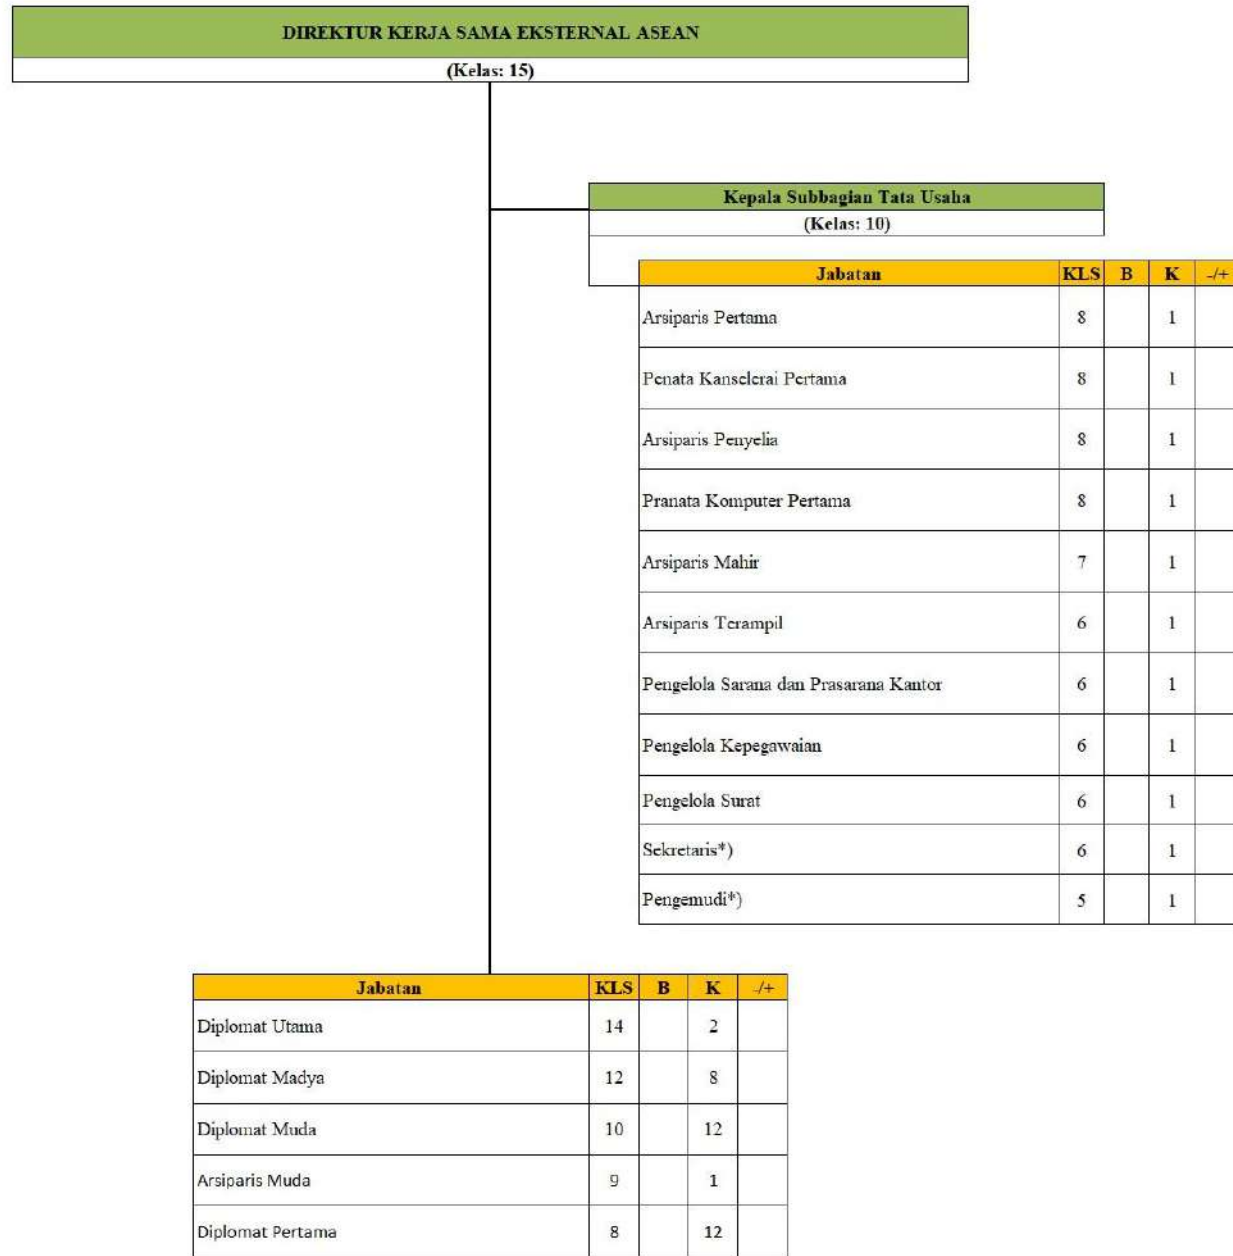 DIREKTUR KERJA SAMA EKSTERNAL ASEAN
(Kelas: 15)
Kepala Subbagian Tata Usaha
(Kelas: 10)
Jabatan KLS B K -/+
Arsiparis Pertama 8 1
Penata Kanselerai Pertama 8 1
Arsiparis Penyelia 8 1
Pranata Komputer Pertama 8 1
Arsiparis Mahir 7 1
Arsiparis Terampil 6 1
Pengelola Sarana dan Prasarana Kantor 6 1
Pengelola Kepegawaian 6 1
Pengelola Surat 6 1
Sekretaris*) 6 1
Pengemudi*) 5 1
Jabatan KLS B K -/+
Diplomat Utama 14 2
Diplomat Madya 12 8
Diplomat Muda 10 12
Arsiparis Muda 9 1
Diplomat Pertama 8 12